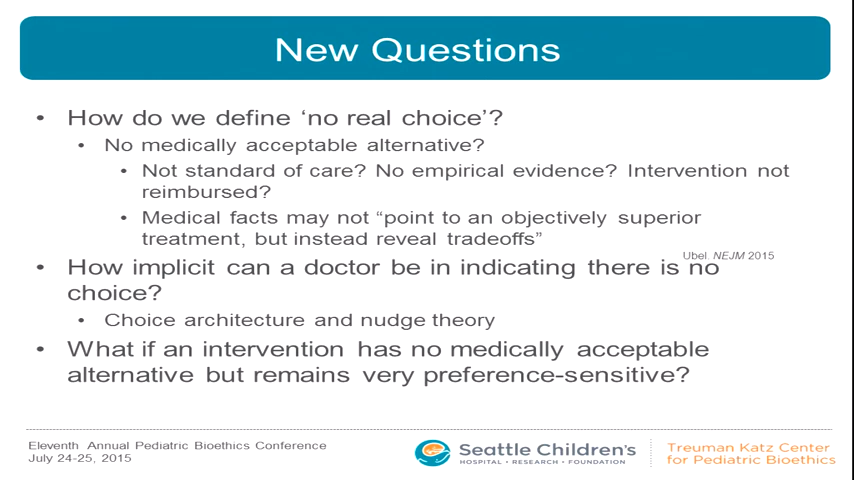 New Questions
• How do we define ‘no real choice’?
• No medically acceptable alternative?
• Not standard of care? No empirical evidence? Intervention not
reimbursed?
• Medical facts may not “point to an objectively superior
treatment, but instead reveal tradeoffs”
Ubel. NEJM 2015
• How implicit can a doctor be in indicating there is no
choice?
• Choice architecture and nudge theory
• What if an intervention has no medically acceptable
alternative but remains very preference-sensitive?
Eleventh Annual Pediatric Bioethics Conference
July 24-25, 2015
Seattle Children's
HOSPITAL • RESEARCH • FOUNDATION
Treuman Katz Center
for Pediatric Bioethics